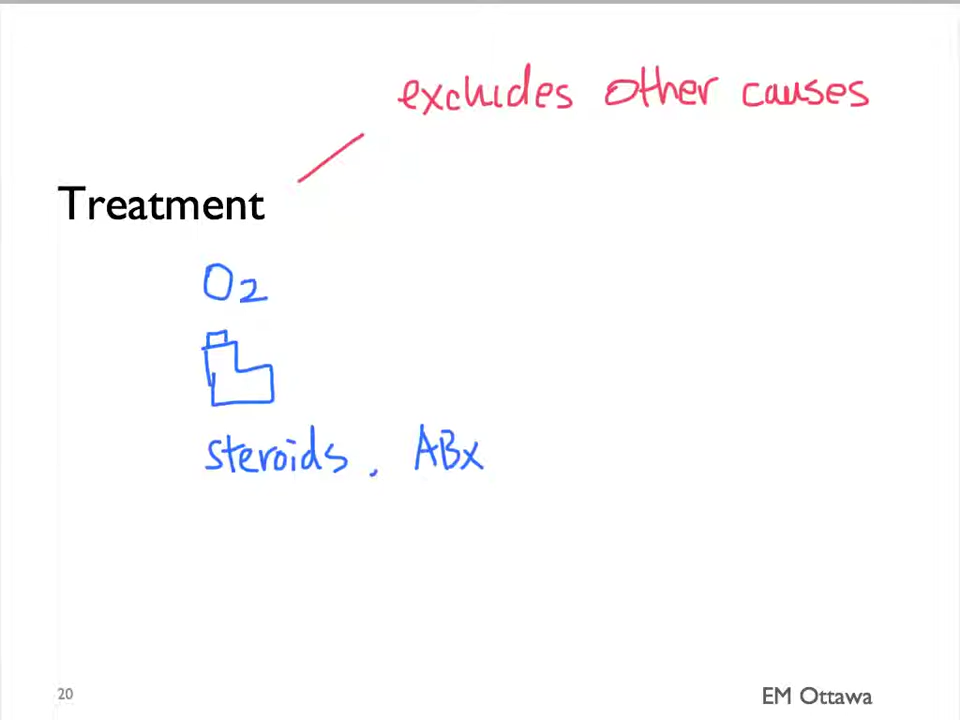 excludes other causes
Treatment
O2
steroids, ABx
20
EM Ottawa